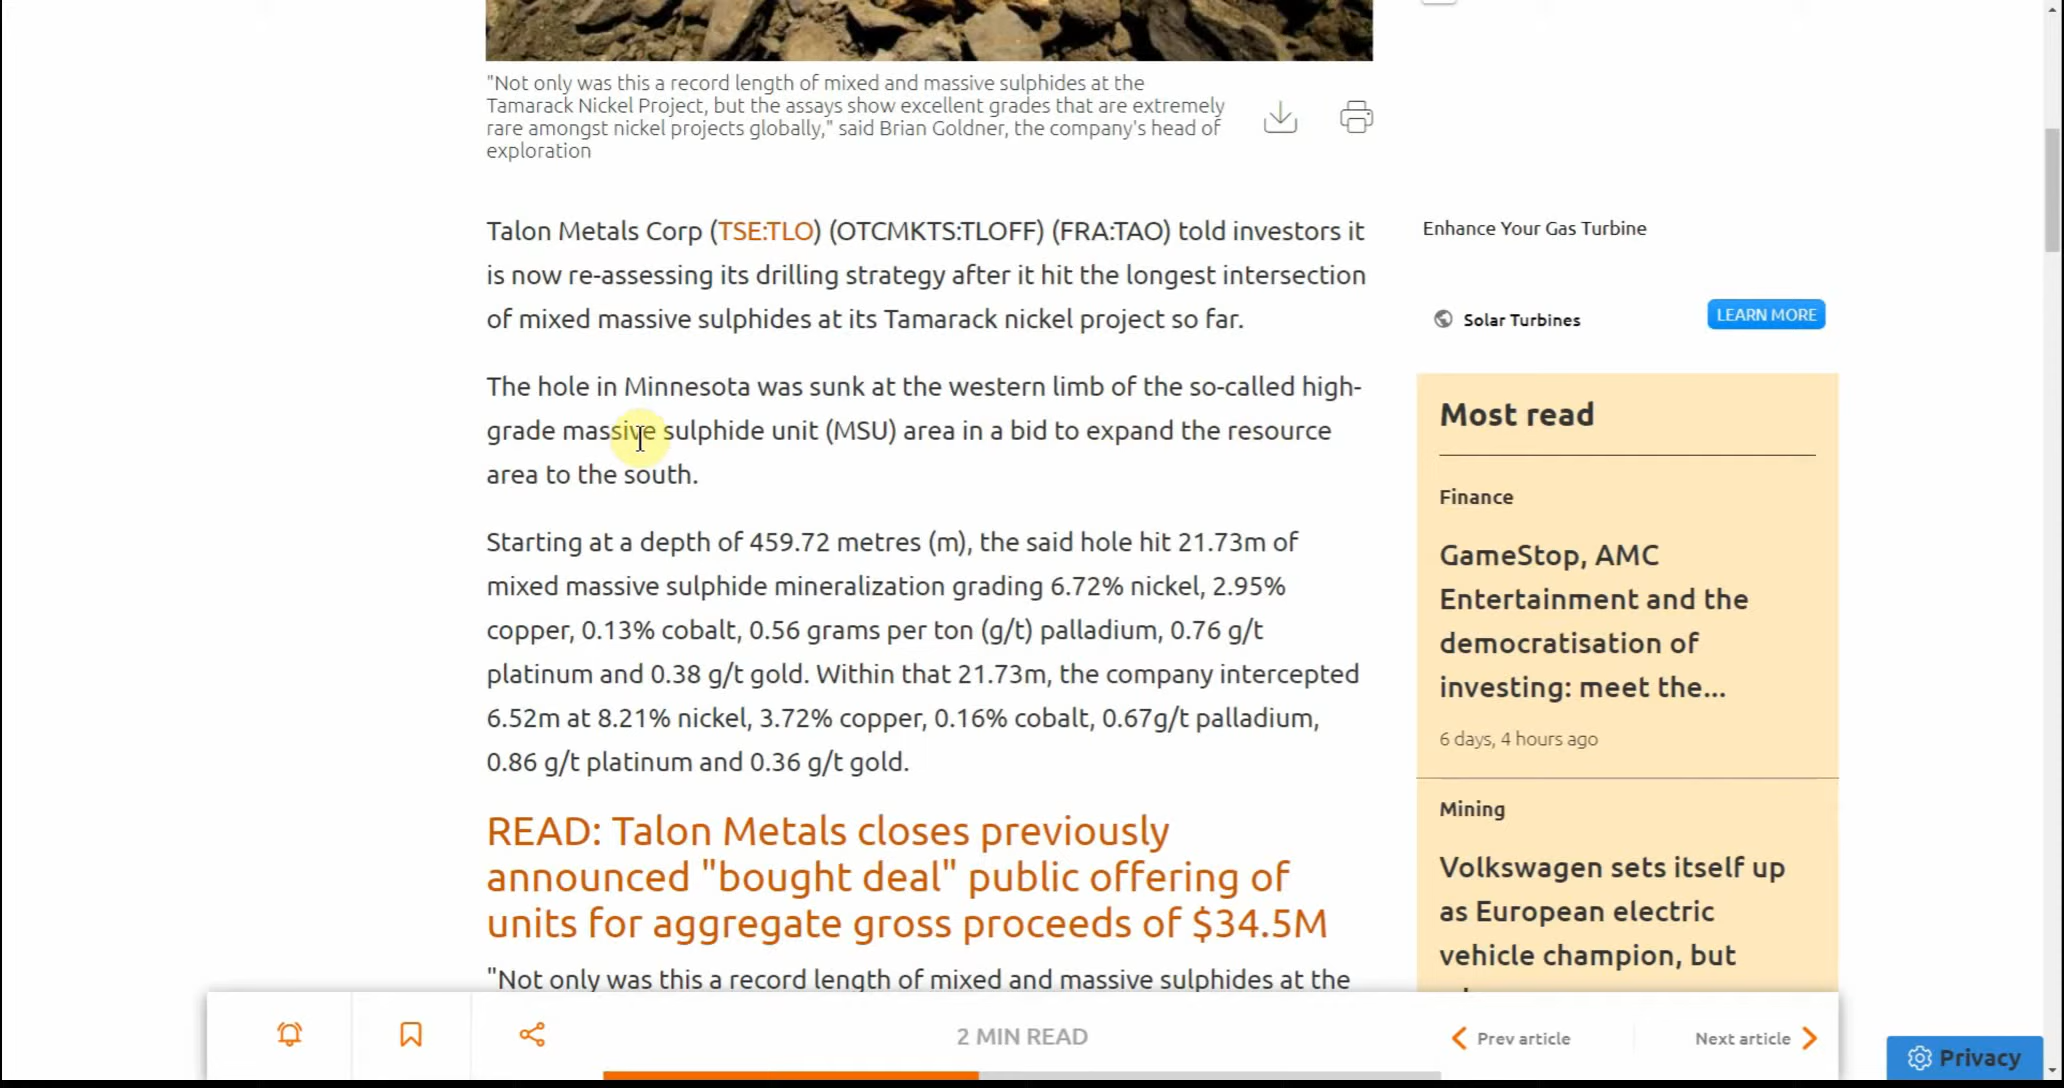 "Not only was this a record length of mixed and massive sulphides at the
Tamarack Nickel Project, but the assays show excellent grades that are extremely
rare amongst nickel projects globally," said Brian Goldner, the company's head of
exploration
Talon Metals Corp (TSE:TLO) (OTCMKTS:TLOFF) (FRA:TAO) told investors it
is now re-assessing its drilling strategy after it hit the longest intersection
of mixed massive sulphides at its Tamarack nickel project so far.
The hole in Minnesota was sunk at the western limb of the so-called high-
grade massive sulphide unit (MSU) area in a bid to expand the resource
area to the south.
Starting at a depth of 459.72 metres (m), the said hole hit 21.73m of
mixed massive sulphide mineralization grading 6.72% nickel, 2.95%
copper, 0.13% cobalt, 0.56 grams per ton (g/t) palladium, 0.76 g/t
platinum and 0.38 g/t gold. Within that 21.73m, the company intercepted
6.52m at 8.21% nickel, 3.72% copper, 0.16% cobalt, 0.67g/t palladium,
0.86 g/t platinum and 0.36 g/t gold.
READ: Talon Metals closes previously
announced "bought deal" public offering of
units for aggregate gross proceeds of $34.5M
"Not only was this a record length of mixed and massive sulphides at the
Enhance Your Gas Turbine
Solar Turbines
LEARN MORE
Most read
Finance
GameStop, AMC
Entertainment and the
democratisation of
investing: meet the...
6 days, 4 hours ago
Mining
Volkswagen sets itself up
as European electric
vehicle champion, but
2 MIN READ
Prev article
Next article
Privacy